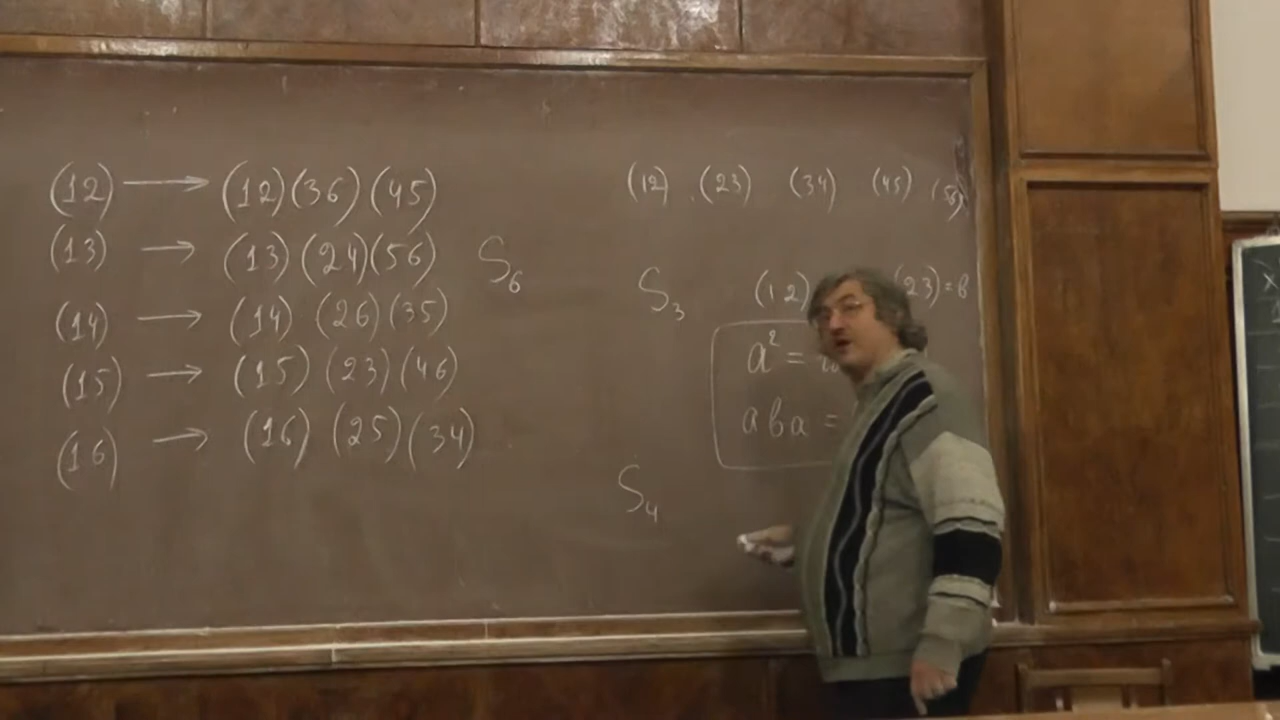 (12) → (12)(36)(45)
(13) → (13)(24)(56)
(14) → (14)(26)(35)
(15) → (15)(23)(46)
(16) → (16)(25)(34)
S₆
(12), (23) (34) (45) (56)
S₃ (12) (23)=b
a² =
aba =
S₄